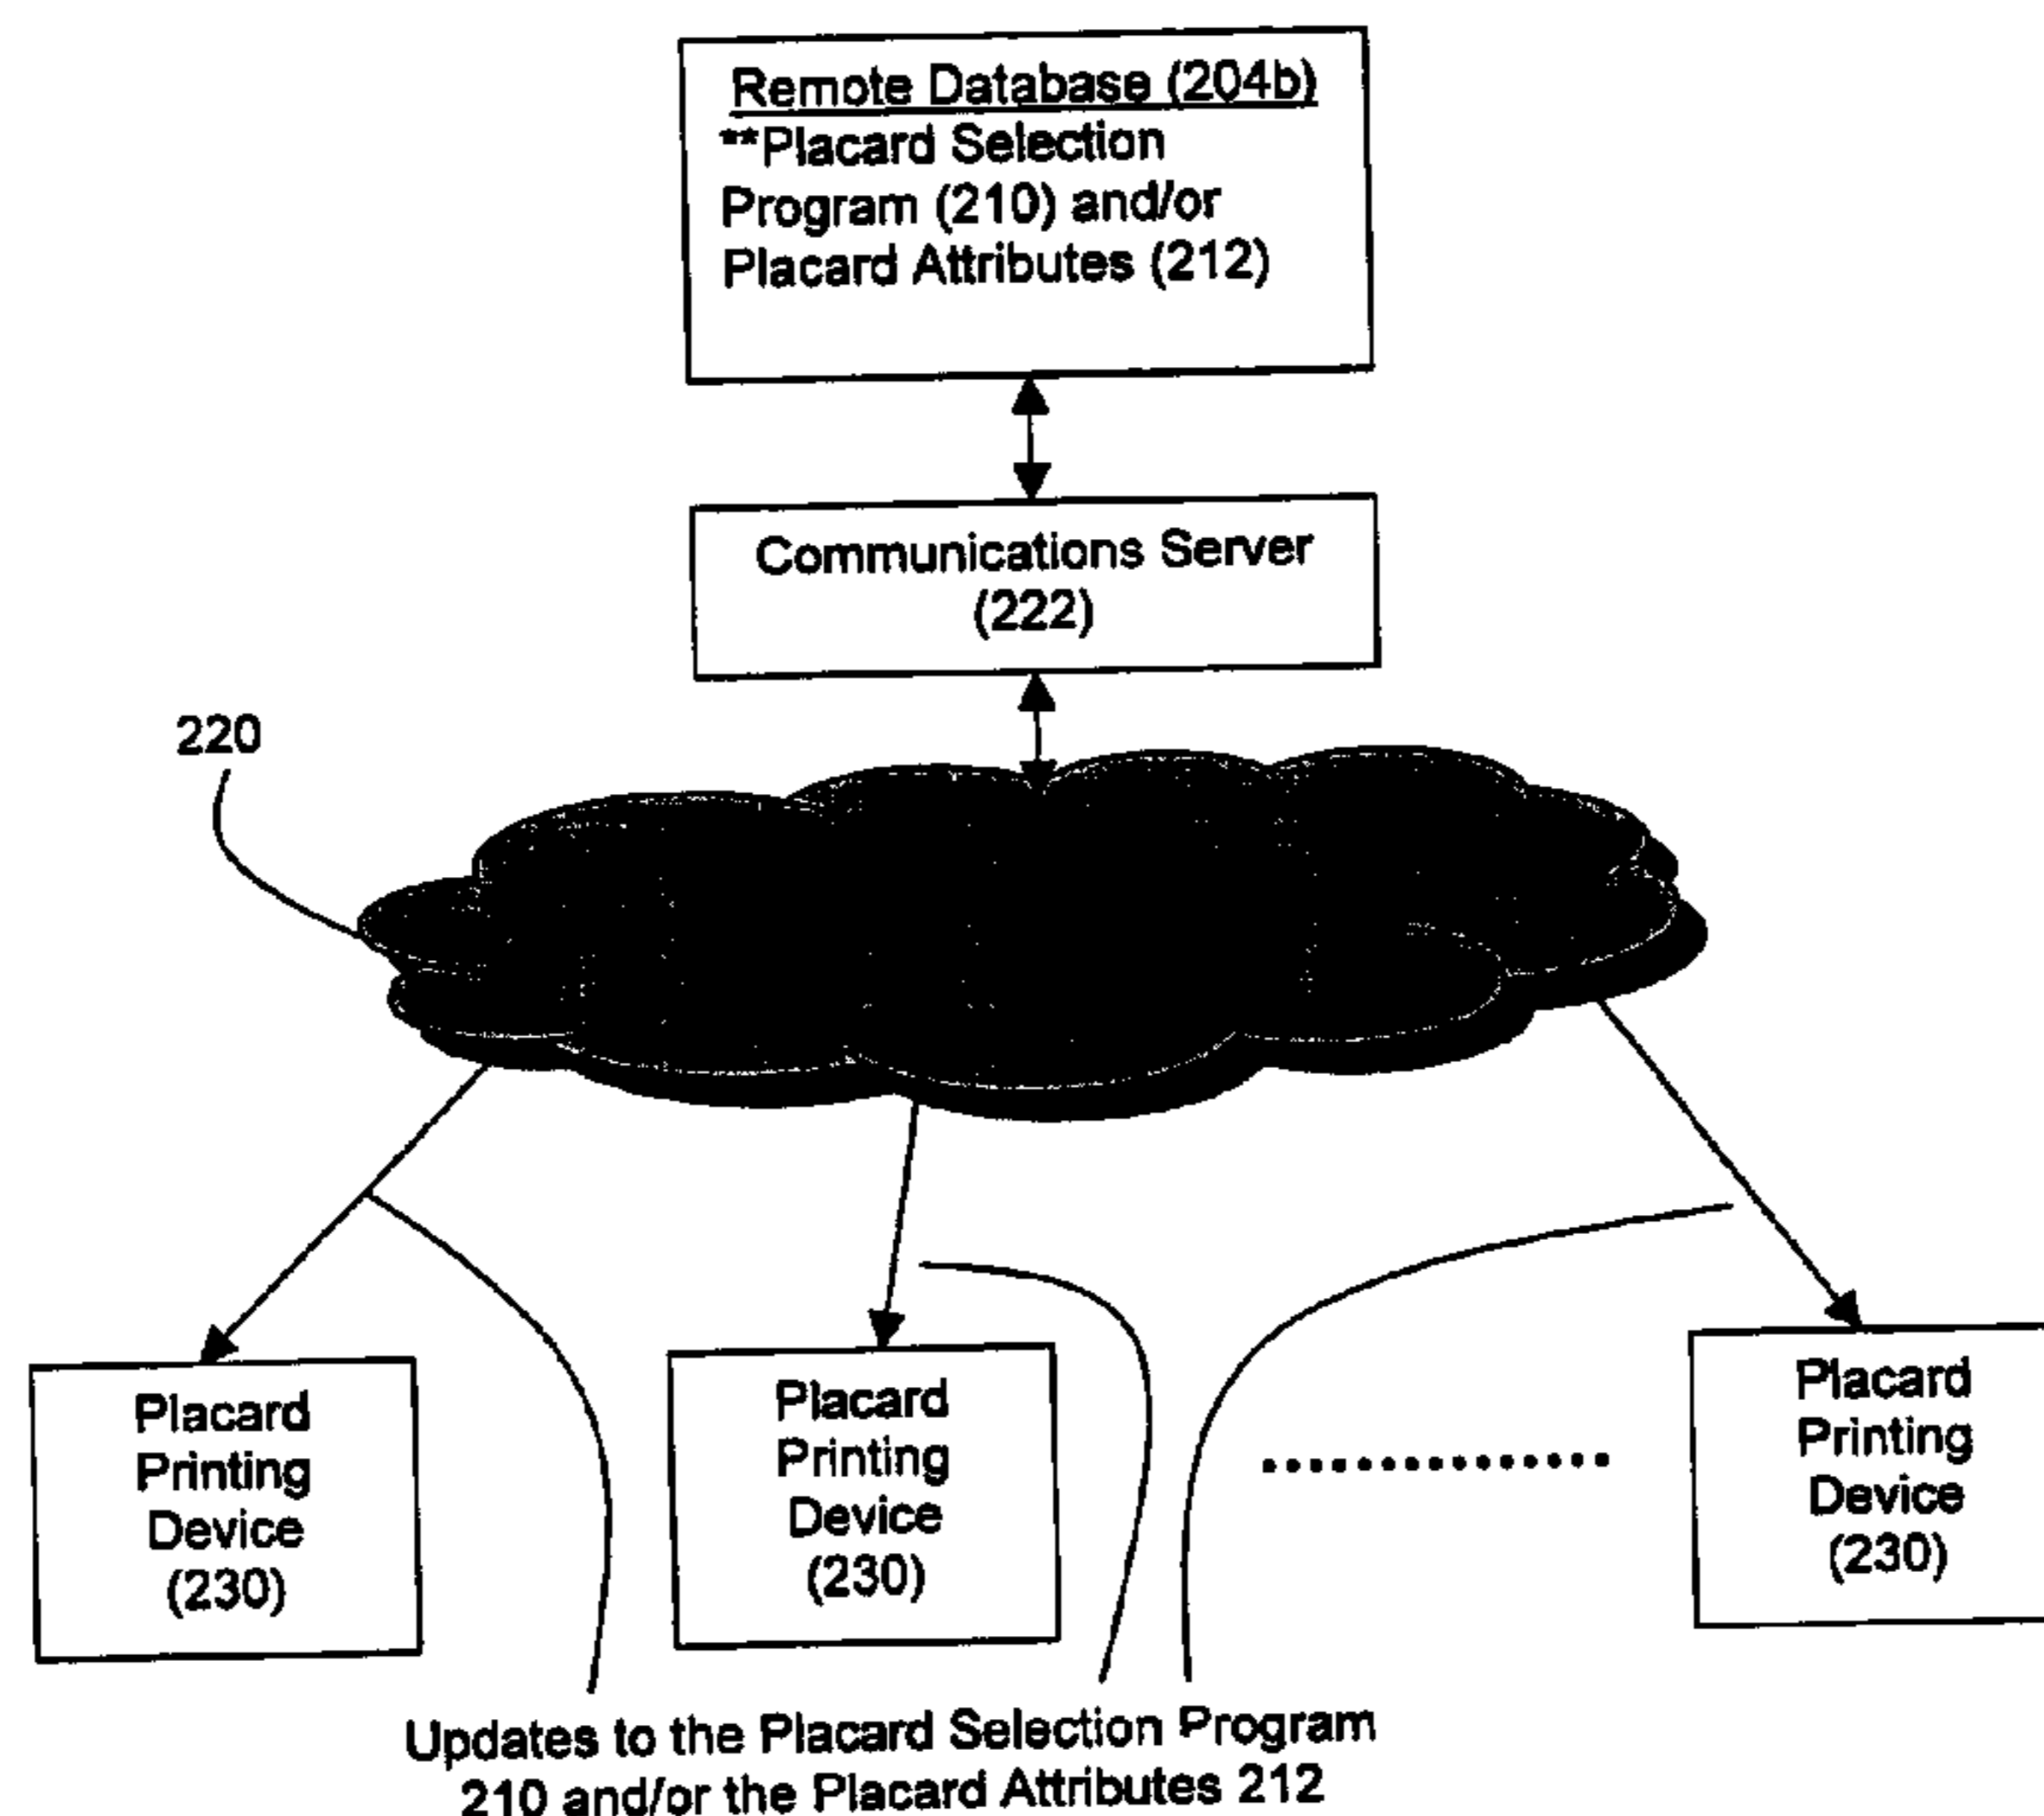 Remote Database (204b)
**Placard Selection
Program (210) and/or
Placard Attributes (212)
Communications Server
(222)
220
Placard
Printing
Device
(230)
Placard
Printing
Device
(230)
Placard
Printing
Device
(230)
Updates to the Placard Selection Program
210 and/or the Placard Attributes 212